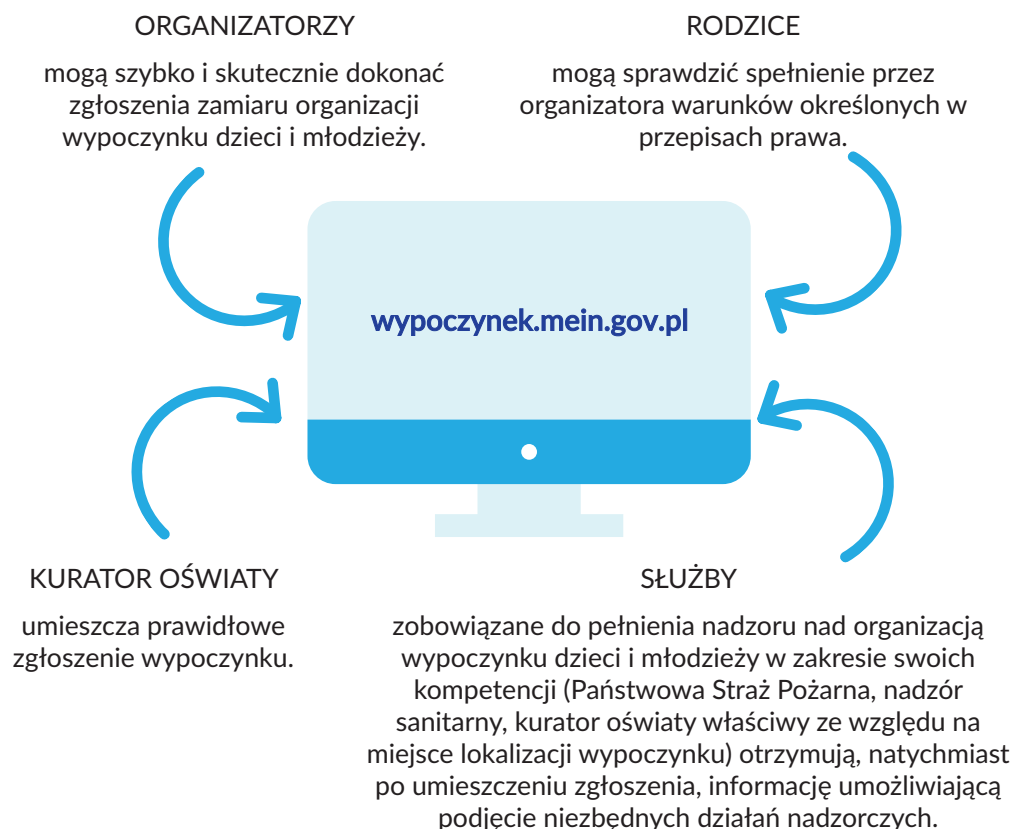 ORGANIZATORZY
mogą szybko i skutecznie dokonać
zgłoszenia zamiaru organizacji
wypoczynku dzieci i młodzieży.
RODZICE
mogą sprawdzić spełnienie przez
organizatora warunków określonych w
przepisach prawa.
wypoczynek.mein.gov.pl
KURATOR OŚWIATY
umieszcza prawidłowe
zgłoszenie wypoczynku.
SŁUŻBY
zobowiązane do pełnienia nadzoru nad organizacją
wypoczynku dzieci i młodzieży w zakresie swoich
kompetencji (Państwowa Straż Pożarna, nadzór
sanitarny, kurator oświaty właściwy ze względu na
miejsce lokalizacji wypoczynku) otrzymują, natychmiast
po umieszczeniu zgłoszenia, informację umożliwiającą
podjęcie niezbędnych działań nadzorczych.